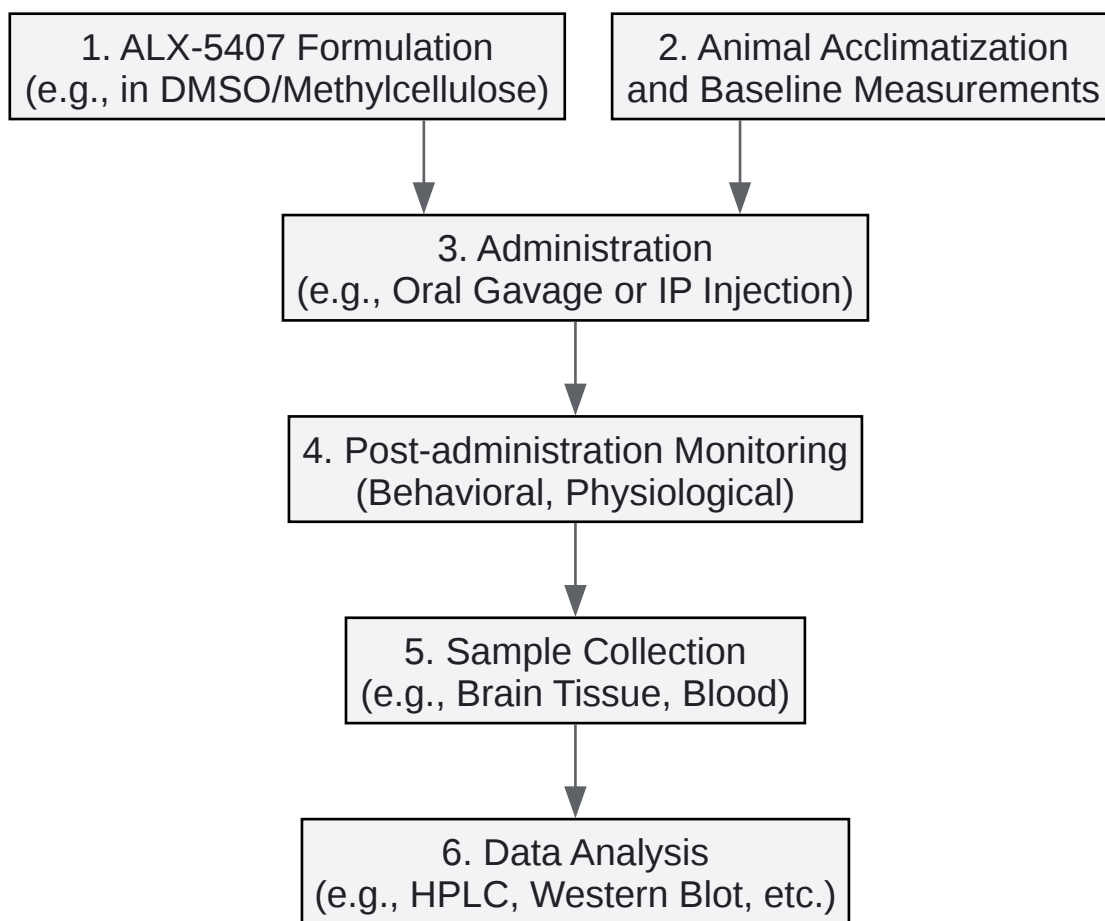 1. ALX-5407 Formulation
(e.g., in DMSO/Methylcellulose)
2. Animal Acclimatization
and Baseline Measurements
3. Administration
(e.g., Oral Gavage or IP Injection)
4. Post-administration Monitoring
(Behavioral, Physiological)
5. Sample Collection
(e.g., Brain Tissue, Blood)
6. Data Analysis
(e.g., HPLC, Western Blot, etc.)